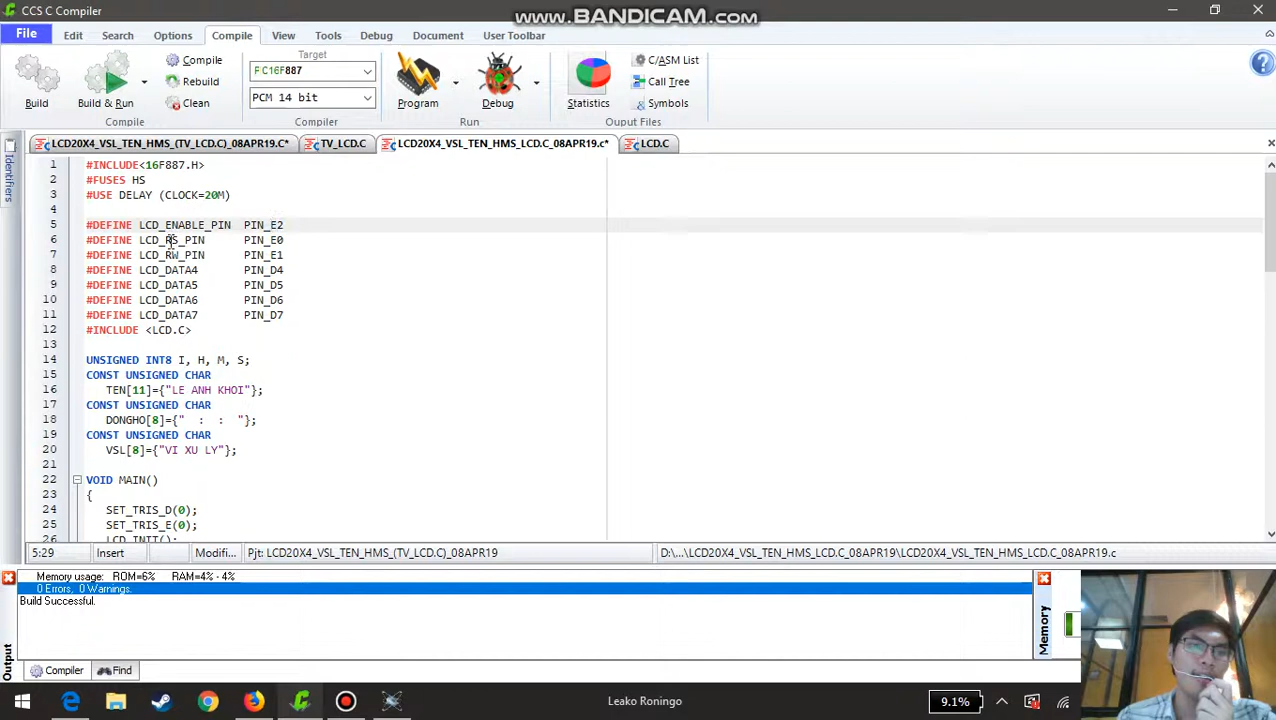 CCS C Compiler
www.BANDICAM.com
File Edit Search Options Compile View Tools Debug Document User Toolbar
Build
Build & Run
Compile
Rebuild
Clean
Compile
Target
PIC16F887
PCM 14 bit
Compiler
Program
Debug
Run
Statistics
C/ASM List
Call Tree
Symbols
Ouput Files
LCD20X4_VSL_TEN_HMS_(TV_LCD.C)_08APR19.C* TV_LCD.C LCD20X4_VSL_TEN_HMS_LCD.C_08APR19.c* LCD.C
Identifiers
1 #INCLUDE<16F887.H>
2 #FUSES HS
3 #USE DELAY (CLOCK=20M)
4
5 #DEFINE LCD_ENABLE_PIN PIN_E2
6 #DEFINE LCD_RS_PIN PIN_E0
7 #DEFINE LCD_RW_PIN PIN_E1
8 #DEFINE LCD_DATA4 PIN_D4
9 #DEFINE LCD_DATA5 PIN_D5
10 #DEFINE LCD_DATA6 PIN_D6
11 #DEFINE LCD_DATA7 PIN_D7
12 #INCLUDE <LCD.C>
13
14 UNSIGNED INT8 I, H, M, S;
15 CONST UNSIGNED CHAR
16 TEN[11]={"LE ANH KHOI"};
17 CONST UNSIGNED CHAR
18 DONGHO[8]={"  :  :  "};
19 CONST UNSIGNED CHAR
20 VSL[8]={"VI XU LY"};
21
22 VOID MAIN()
23 {
24 SET_TRIS_D(0);
25 SET_TRIS_E(0);
26 LCD_INIT();
5:29 Insert Modifi... Pjt: LCD20X4_VSL_TEN_HMS_(TV_LCD.C)_08APR19 D:\...\LCD20X4_VSL_TEN_HMS_LCD.C_08APR19\LCD20X4_VSL_TEN_HMS_LCD.C_08APR19.c
Memory usage: ROM=6% RAM=4% - 4%
0 Errors, 0 Warnings.
Build Successful.
Output
Memory
Compiler Find
Leako Roningo
9.1%